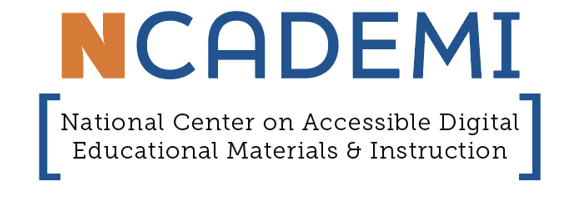 NCADEMI
National Center on Accessible Digital
Educational Materials & Instruction